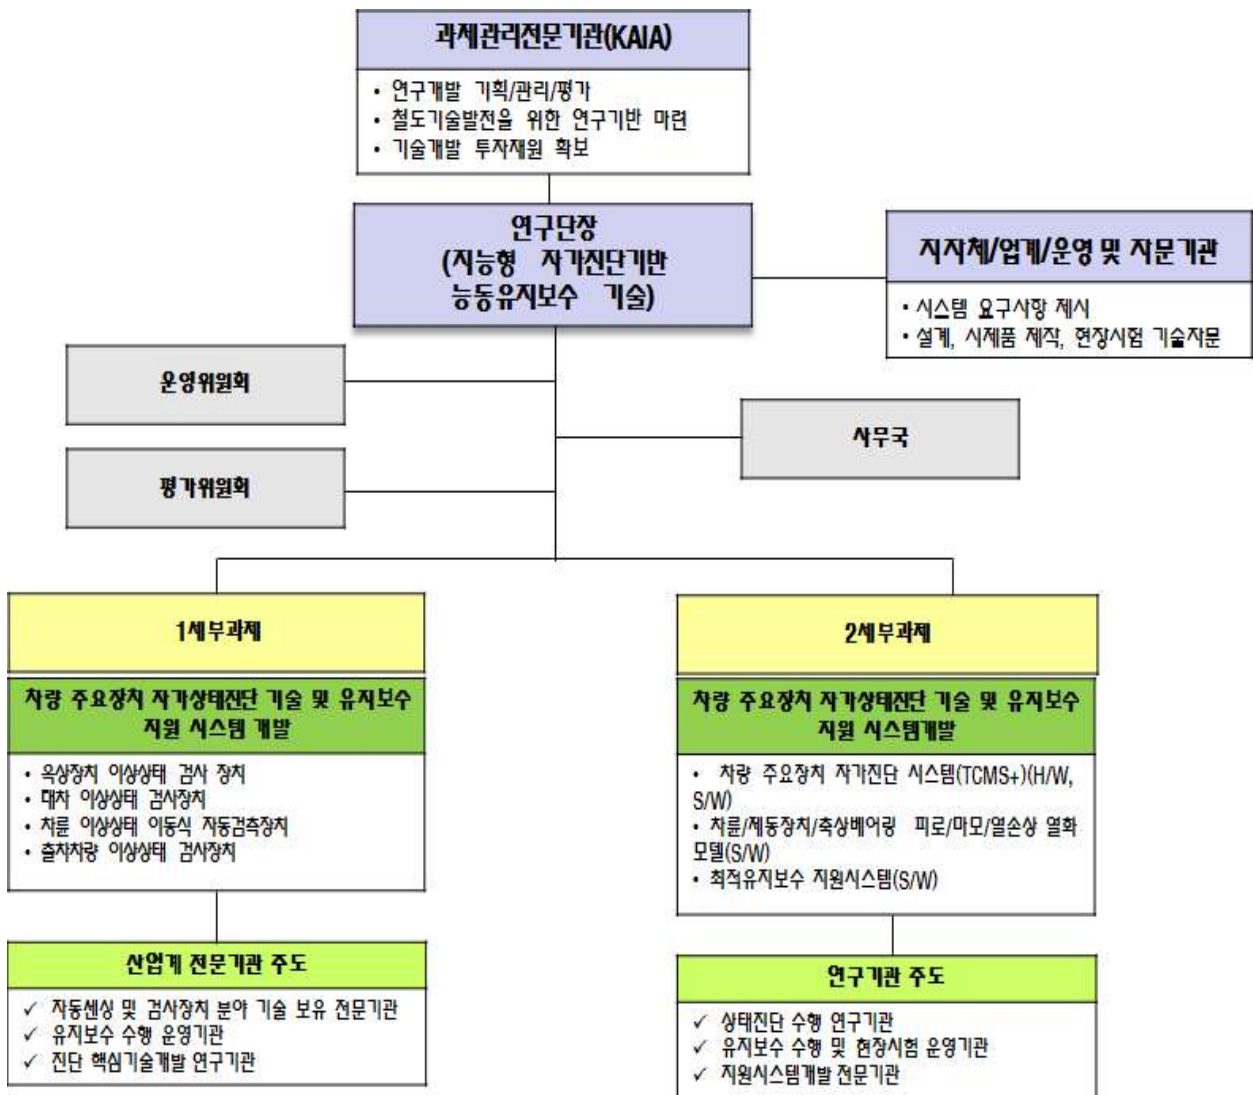 과제관리전문기관(KAIA)
• 연구개발 기획/관리/평가
• 철도기술발전을 위한 연구기반 마련
• 기술개발 투자재원 확보
연구단장
(지능형 자가진단기반
능동유지보수 기술)
지자체/업계/운영 및 자문기관
• 시스템 요구사항 제시
• 설계, 시제품 제작, 현장시험 기술자문
운영위원회
사무국
평가위원회
1세부과제
차량 주요장치 자가상태진단 기술 및 유지보수
지원 시스템 개발
• 옥상장치 이상상태 검사 장치
• 대차 이상상태 검사장치
• 차륜 이상상태 이동식 자동검측장치
• 출차차량 이상상태 검사장치
산업계 전문기관 주도
✓ 자동센싱 및 검사장치 분야 기술 보유 전문기관
✓ 유지보수 수행 운영기관
✓ 진단 핵심기술개발 연구기관
2세부과제
차량 주요장치 자가상태진단 기술 및 유지보수
지원 시스템개발
• 차량 주요장치 자가진단 시스템(TCMS+)(H/W,
S/W)
• 차륜/제동장치/축상베어링 피로/마모/열손상 열화
모델(S/W)
• 최적유지보수 지원시스템(S/W)
연구기관 주도
✓ 상태진단 수행 연구기관
✓ 유지보수 수행 및 현장시험 운영기관
✓ 지원시스템개발 전문기관